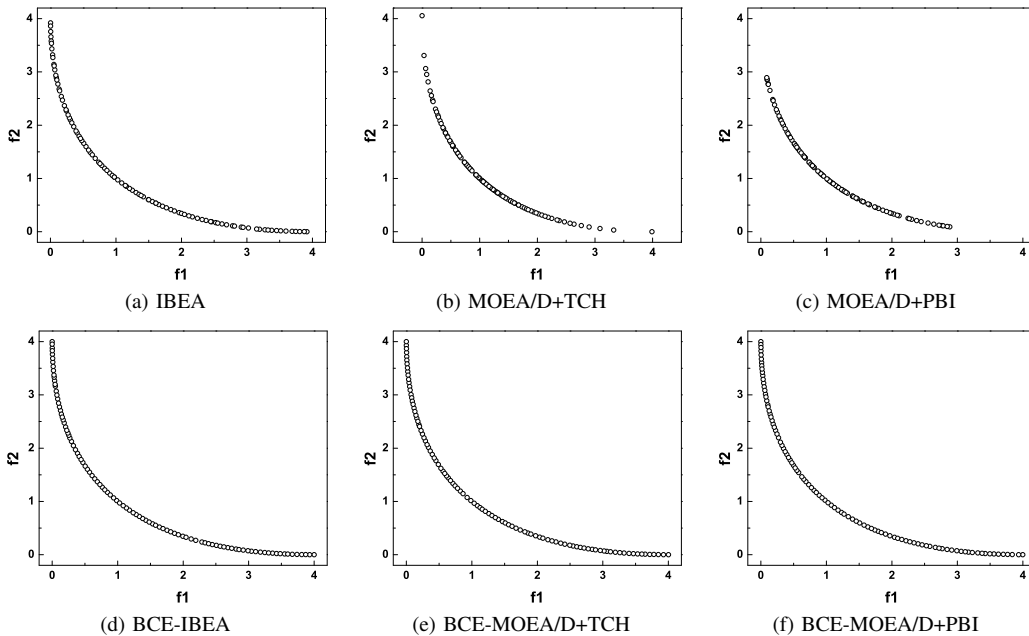 4
3
2
1
0
f2
0 1 2 3 4
f1
(a) IBEA
4
3
2
1
0
f2
0 1 2 3 4
f1
(b) MOEA/D+TCH
4
3
2
1
0
f2
0 1 2 3 4
f1
(c) MOEA/D+PBI
4
3
2
1
0
f2
0 1 2 3 4
f1
(d) BCE-IBEA
4
3
2
1
0
f2
0 1 2 3 4
f1
(e) BCE-MOEA/D+TCH
4
3
2
1
0
f2
0 1 2 3 4
f1
(f) BCE-MOEA/D+PBI